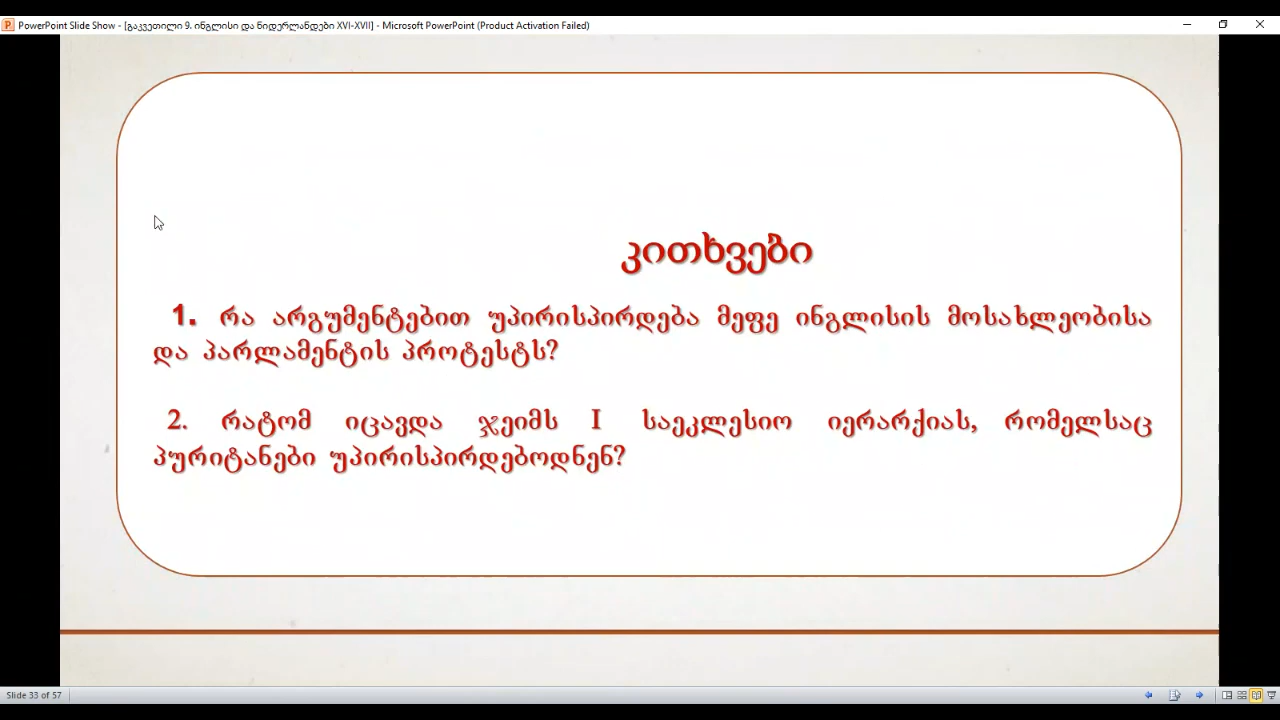 PowerPoint Slide Show - [გაკვეთილი 9. ინგლისი და ნიდერლანდები XVI-XVII] - Microsoft PowerPoint (Product Activation Failed)
კითხვები
1. რა არგუმენტებით უპირისპირდება მეფე ინგლისის მოსახლეობისა
და პარლამენტის პროტესტს?
2. რატომ იცავდა ჯეიმს I საეკლესიო იერარქიას, რომელსაც
პურიტანები უპირისპირდებოდნენ?
Slide 33 of 57